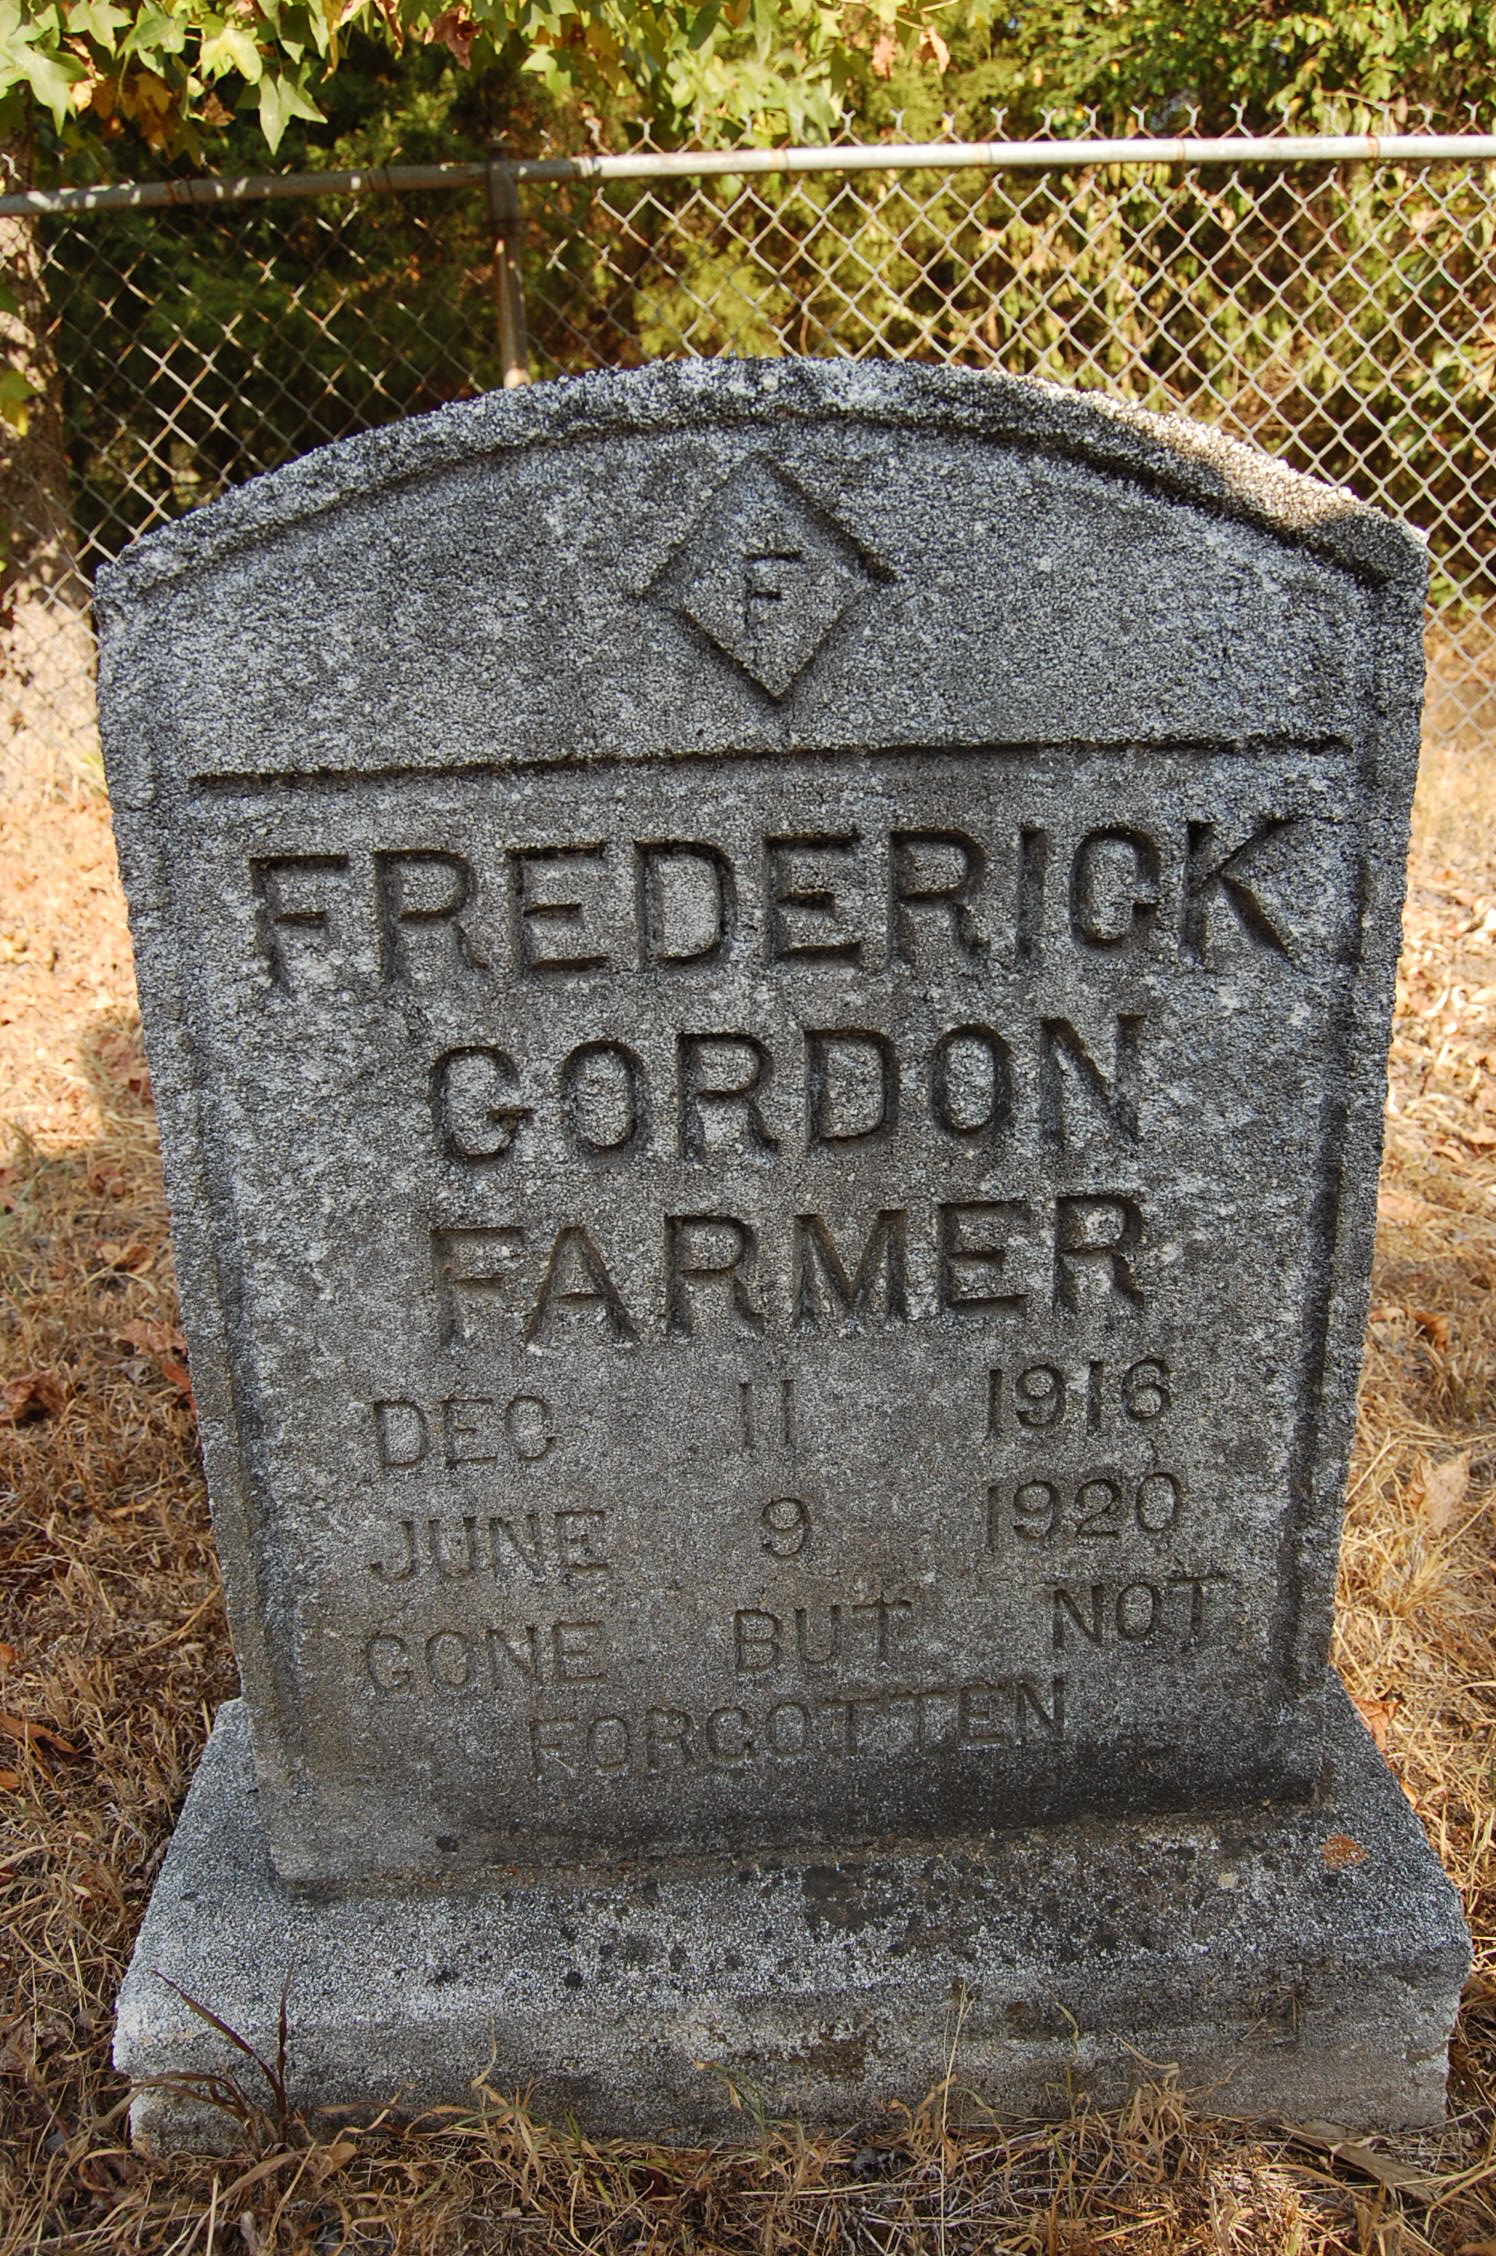 F
FREDERICK
GORDON
FARMER
DEC 11 1916
JUNE 9 1920
GONE BUT NOT
FORGOTTEN